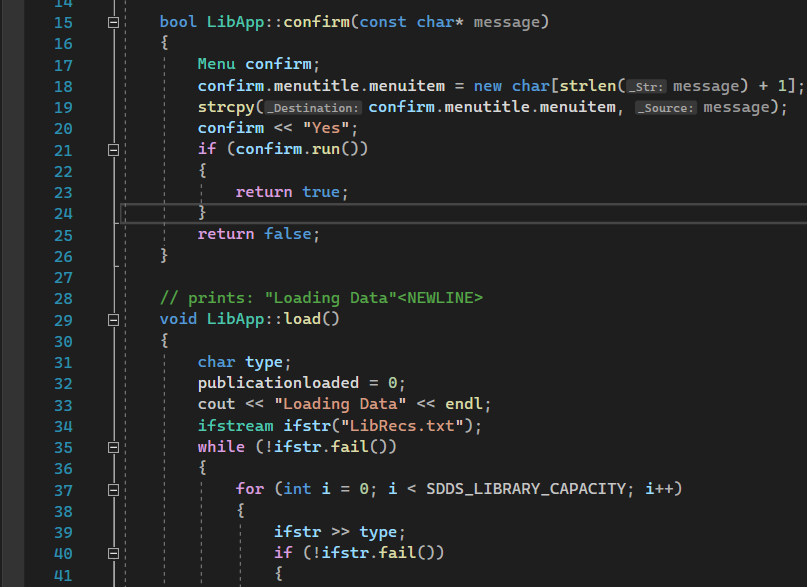 14
15 bool LibApp::confirm(const char* message)
16 {
17 Menu confirm;
18 confirm.menutitle.menuitem = new char[strlen(_Str: message) + 1];
19 strcpy(_Destination: confirm.menutitle.menuitem, _Source: message);
20 confirm << "Yes";
21 if (confirm.run())
22 {
23 return true;
24 }
25 return false;
26 }
27
28 // prints: "Loading Data"<NEWLINE>
29 void LibApp::load()
30 {
31 char type;
32 publicationloaded = 0;
33 cout << "Loading Data" << endl;
34 ifstream ifstr("LibRecs.txt");
35 while (!ifstr.fail())
36 {
37 for (int i = 0; i < SDDS_LIBRARY_CAPACITY; i++)
38 {
39 ifstr >> type;
40 if (!ifstr.fail())
41 {